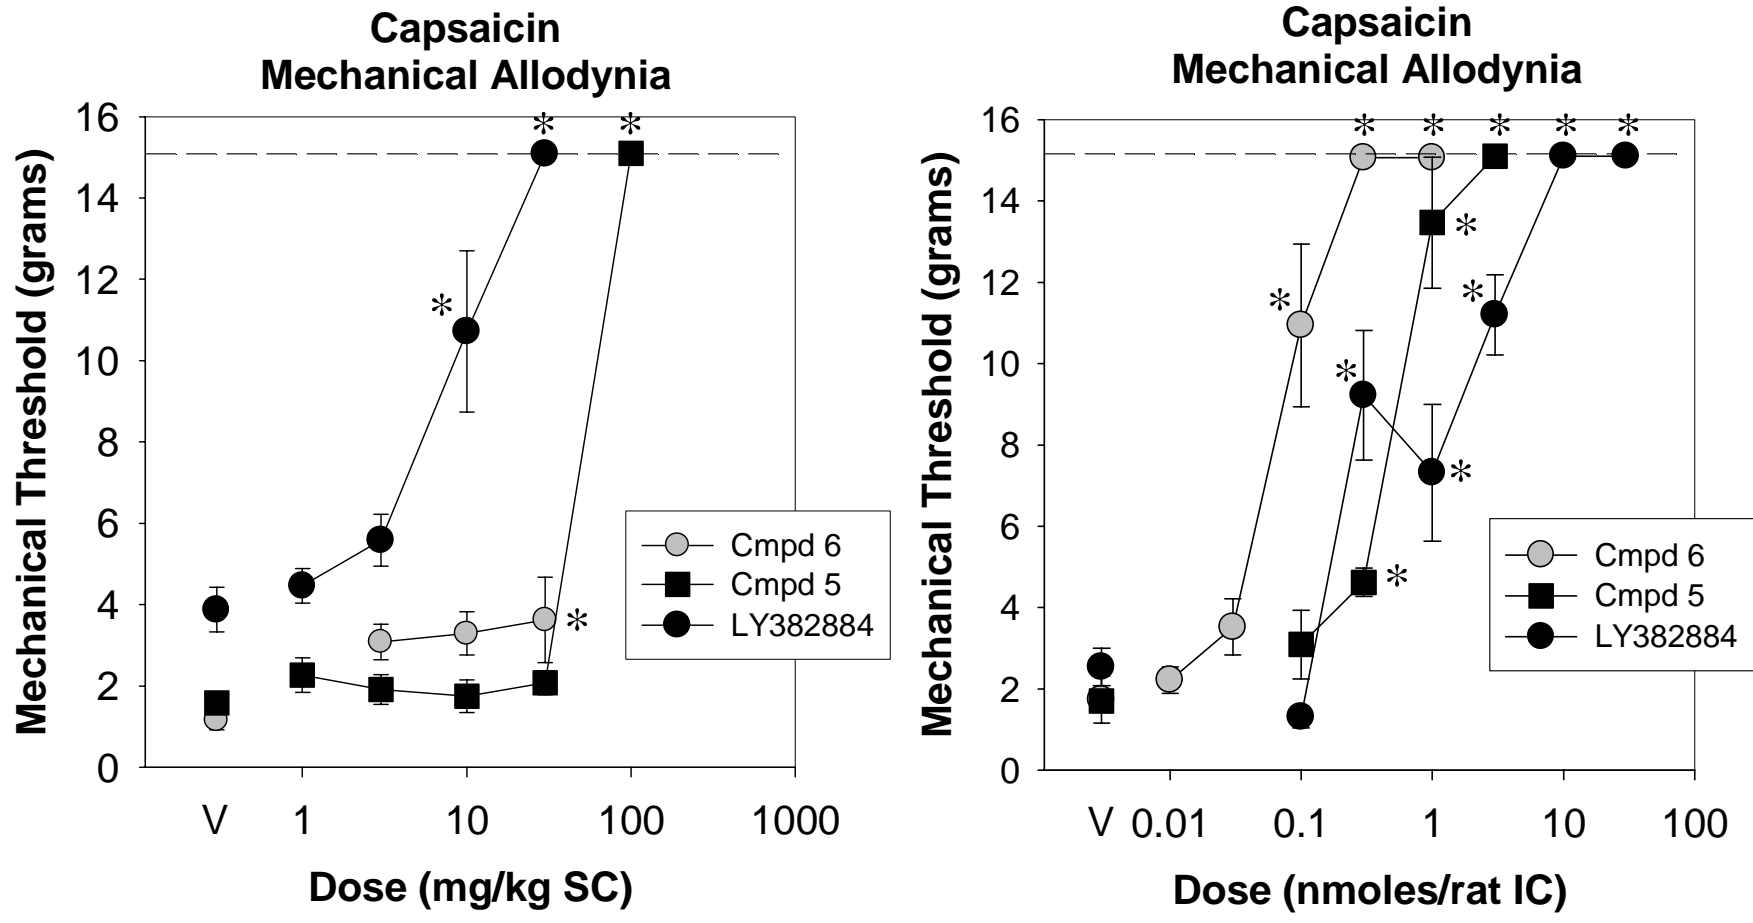 Capsaicin
Mechanical Allodynia
Mechanical Threshold (grams)
16
14
12
10
8
6
4
2
0
* *
*
*
Cmpd 6
Cmpd 5
LY382884
V 1 10 100 1000
Dose (mg/kg SC)
Capsaicin
Mechanical Allodynia
Mechanical Threshold (grams)
16
14
12
10
8
6
4
2
0
* * * * *
*
*
*
*
*
*
Cmpd 6
Cmpd 5
LY382884
V 0.01 0.1 1 10 100
Dose (nmoles/rat IC)